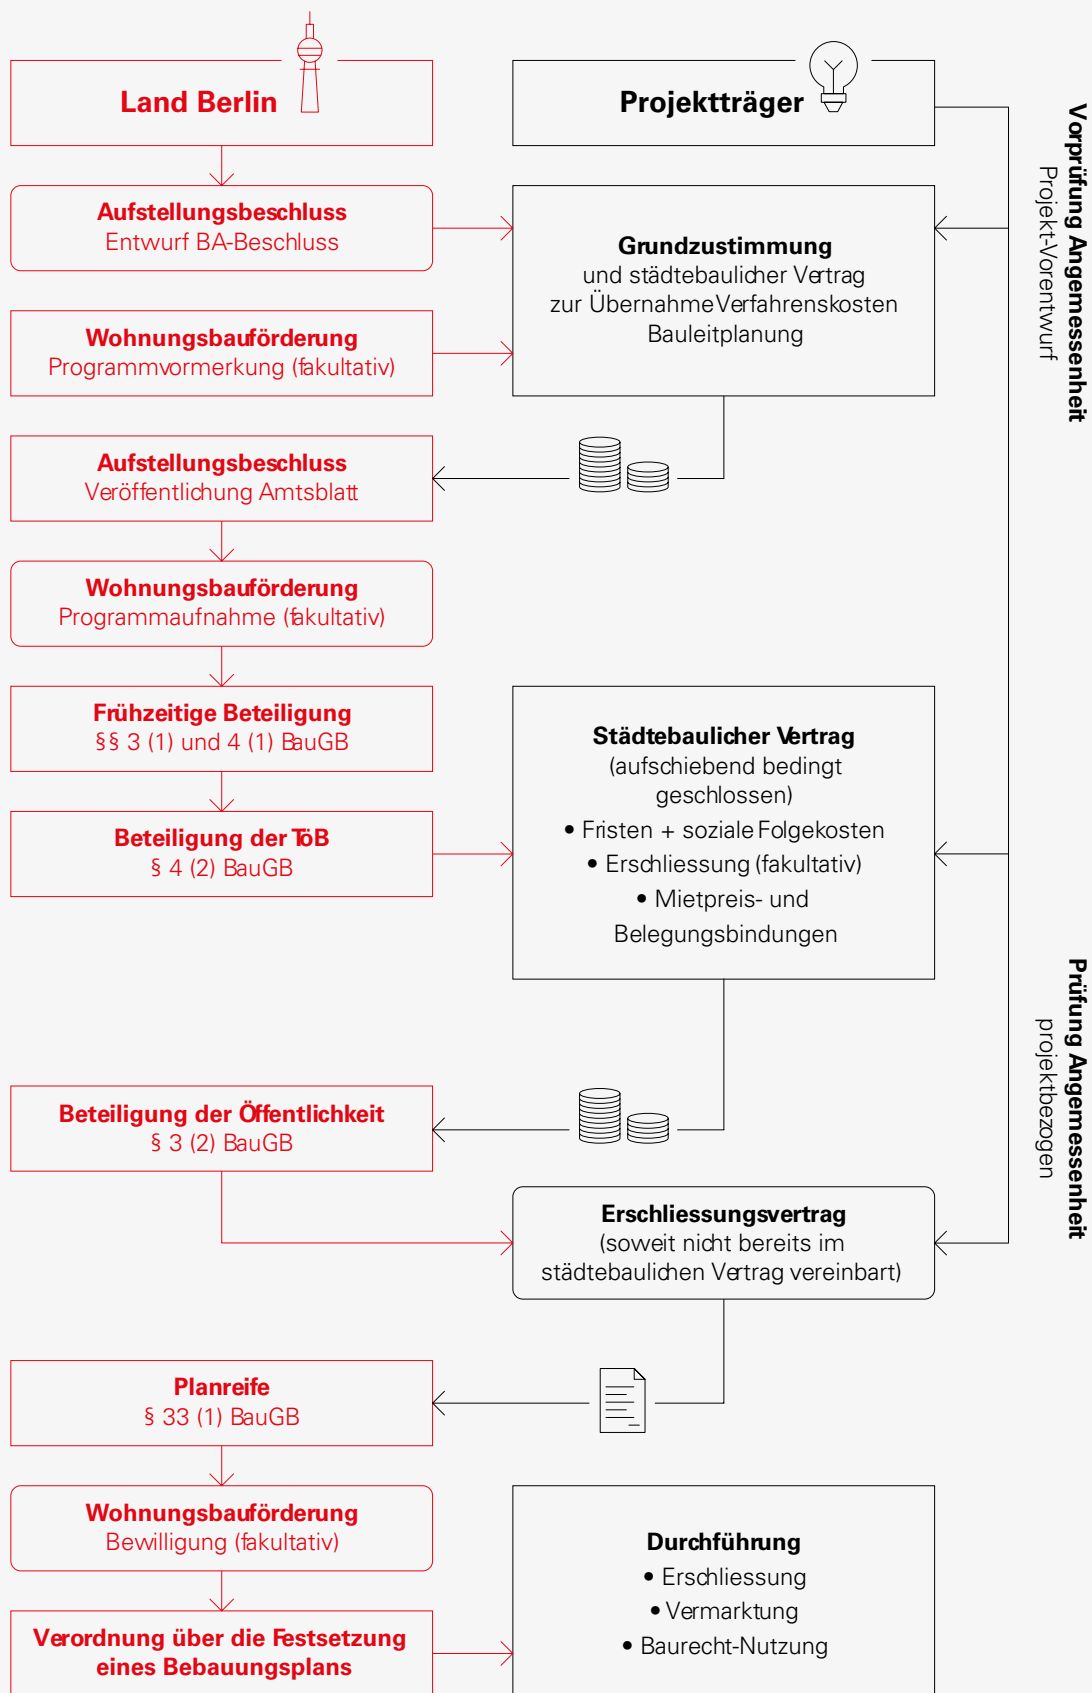 Land Berlin
Projektträger
Vorprüfung Angemessenheit
Projekt-Vorentwurf
Aufstellungsbeschluss
Entwurf BA-Beschluss
Grundzustimmung
und städtebaulicher Vertrag
zur Übernahme Verfahrenskosten
Bauleitplanung
Wohnungsbauförderung
Programmvormerkung (fakultativ)
Aufstellungsbeschluss
Veröffentlichung Amtsblatt
Wohnungsbauförderung
Programmaufnahme (fakultativ)
Frühzeitige Beteiligung
§§ 3 (1) und 4 (1) BauGB
Beteiligung der TöB
§ 4 (2) BauGB
Städtebaulicher Vertrag
(aufschiebend bedingt
geschlossen)
• Fristen + soziale Folgekosten
• Erschliessung (fakultativ)
• Mietpreis- und
Belegungsbindungen
Prüfung Angemessenheit
projektbezogen
Beteiligung der Öffentlichkeit
§ 3 (2) BauGB
Erschliessungsvertrag
(soweit nicht bereits im
städtebaulichen Vertrag vereinbart)
Planreife
§ 33 (1) BauGB
Wohnungsbauförderung
Bewilligung (fakultativ)
Verordnung über die Festsetzung
eines Bebauungsplans
Durchführung
• Erschliessung
• Vermarktung
• Baurecht-Nutzung